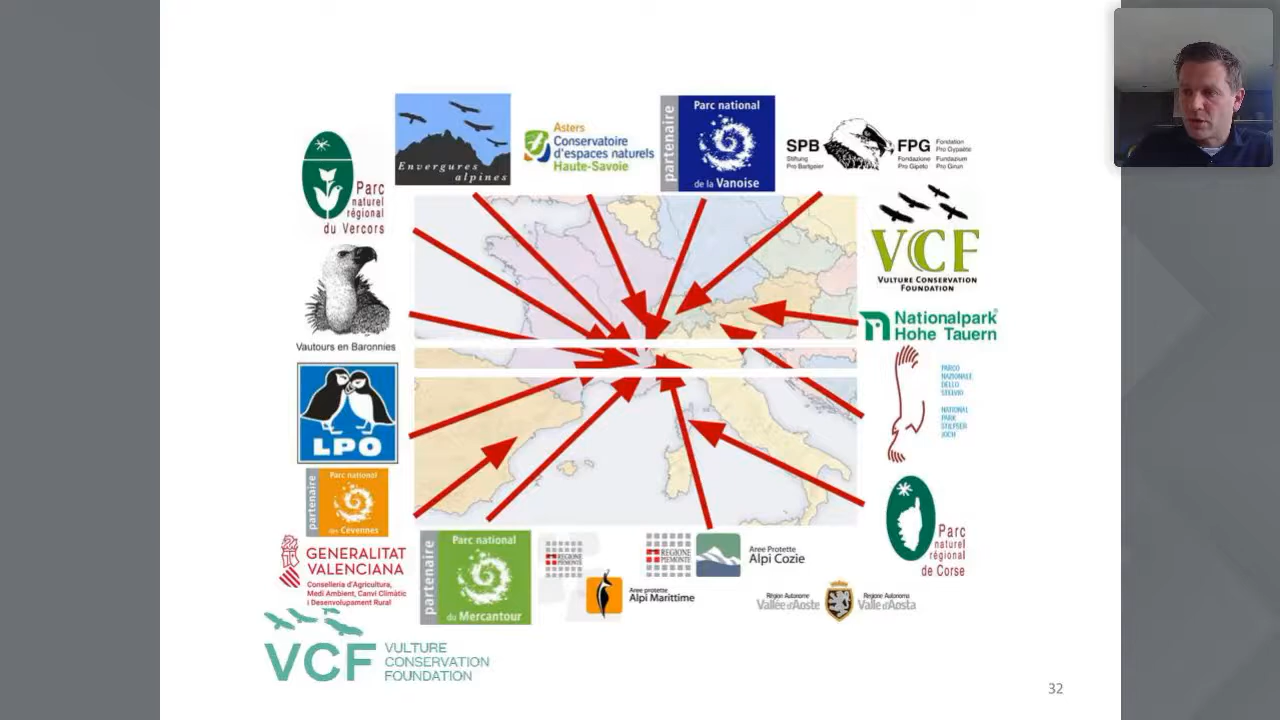 Envergures
alpines
Asters
Conservatoire
d'espaces naturels
Haute-Savoie
partenaire
Parc national
de la Vanoise
SPB
Stiftung
Pro Bartgeier
FPG
Fondation
Pro Gypaète
Fondazione
Pro Gipeto
Fundaziun
Pro Girun
Parc
naturel
régional
du Vercors
VCF
VULTURE CONSERVATION
FOUNDATION
Vautours en Baronnies
Nationalpark
Hohe Tauern
LPO
PARCO
NAZIONALE
DELLO
STELVIO
NATIONAL
PARK
STILFSER
JOCH
partenaire
Parc national
des Cévennes
Parc
naturel
régional
de Corse
GENERALITAT
VALENCIANA
Conselleria d'Agricultura,
Medi Ambient, Canvi Climàtic
i Desenvolupament Rural
partenaire
Parc national
du Mercantour
REGIONE
PIEMONTE
Aree protette
Alpi Marittime
REGIONE
PIEMONTE
Aree Protette
Alpi Cozie
Région Autonome
Vallée d'Aoste
Regione Autonoma
Valle d'Aosta
VCF
VULTURE
CONSERVATION
FOUNDATION
32